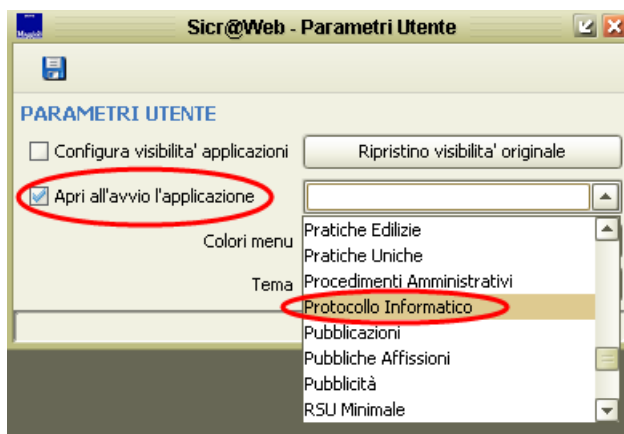 Maggioli
Sicr@Web - Parametri Utente
PARAMETRI UTENTE
Configura visibilita' applicazioni
Ripristino visibilita' originale
Apri all'avvio l'applicazione
Colori menu
Pratiche Edilizie
Pratiche Uniche
Tema
Procedimenti Amministrativi
Protocollo Informatico
Pubblicazioni
Pubbliche Affissioni
Pubblicità
RSU Minimale